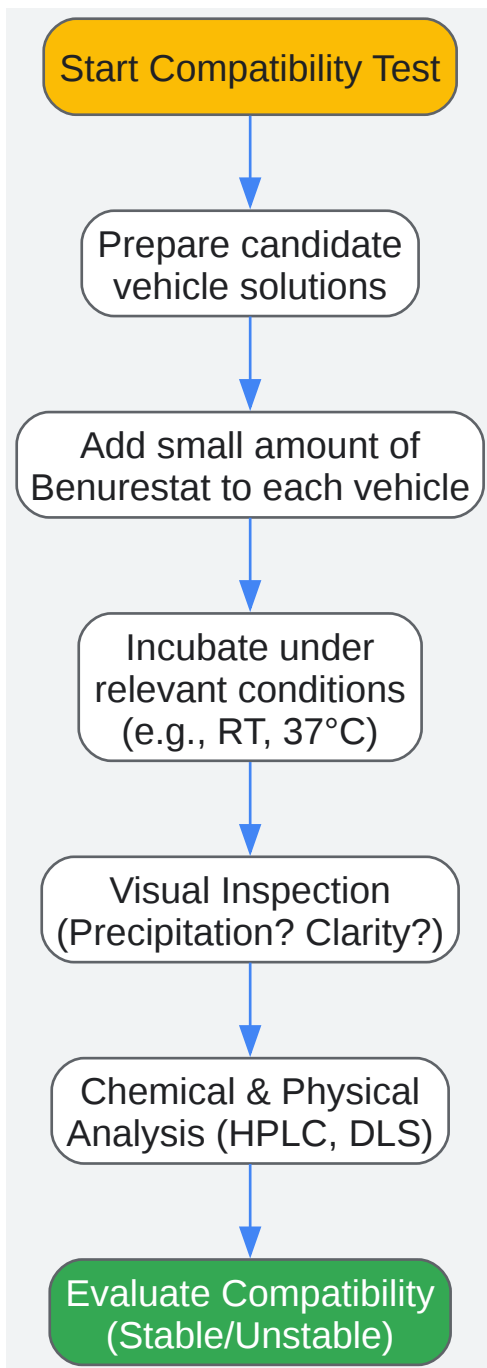 Start Compatibility Test
Prepare candidate
vehicle solutions
Add small amount of
Benurestat to each vehicle
Incubate under
relevant conditions
(e.g., RT, 37°C)
Visual Inspection
(Precipitation? Clarity?)
Chemical & Physical
Analysis (HPLC, DLS)
Evaluate Compatibility
(Stable/Unstable)